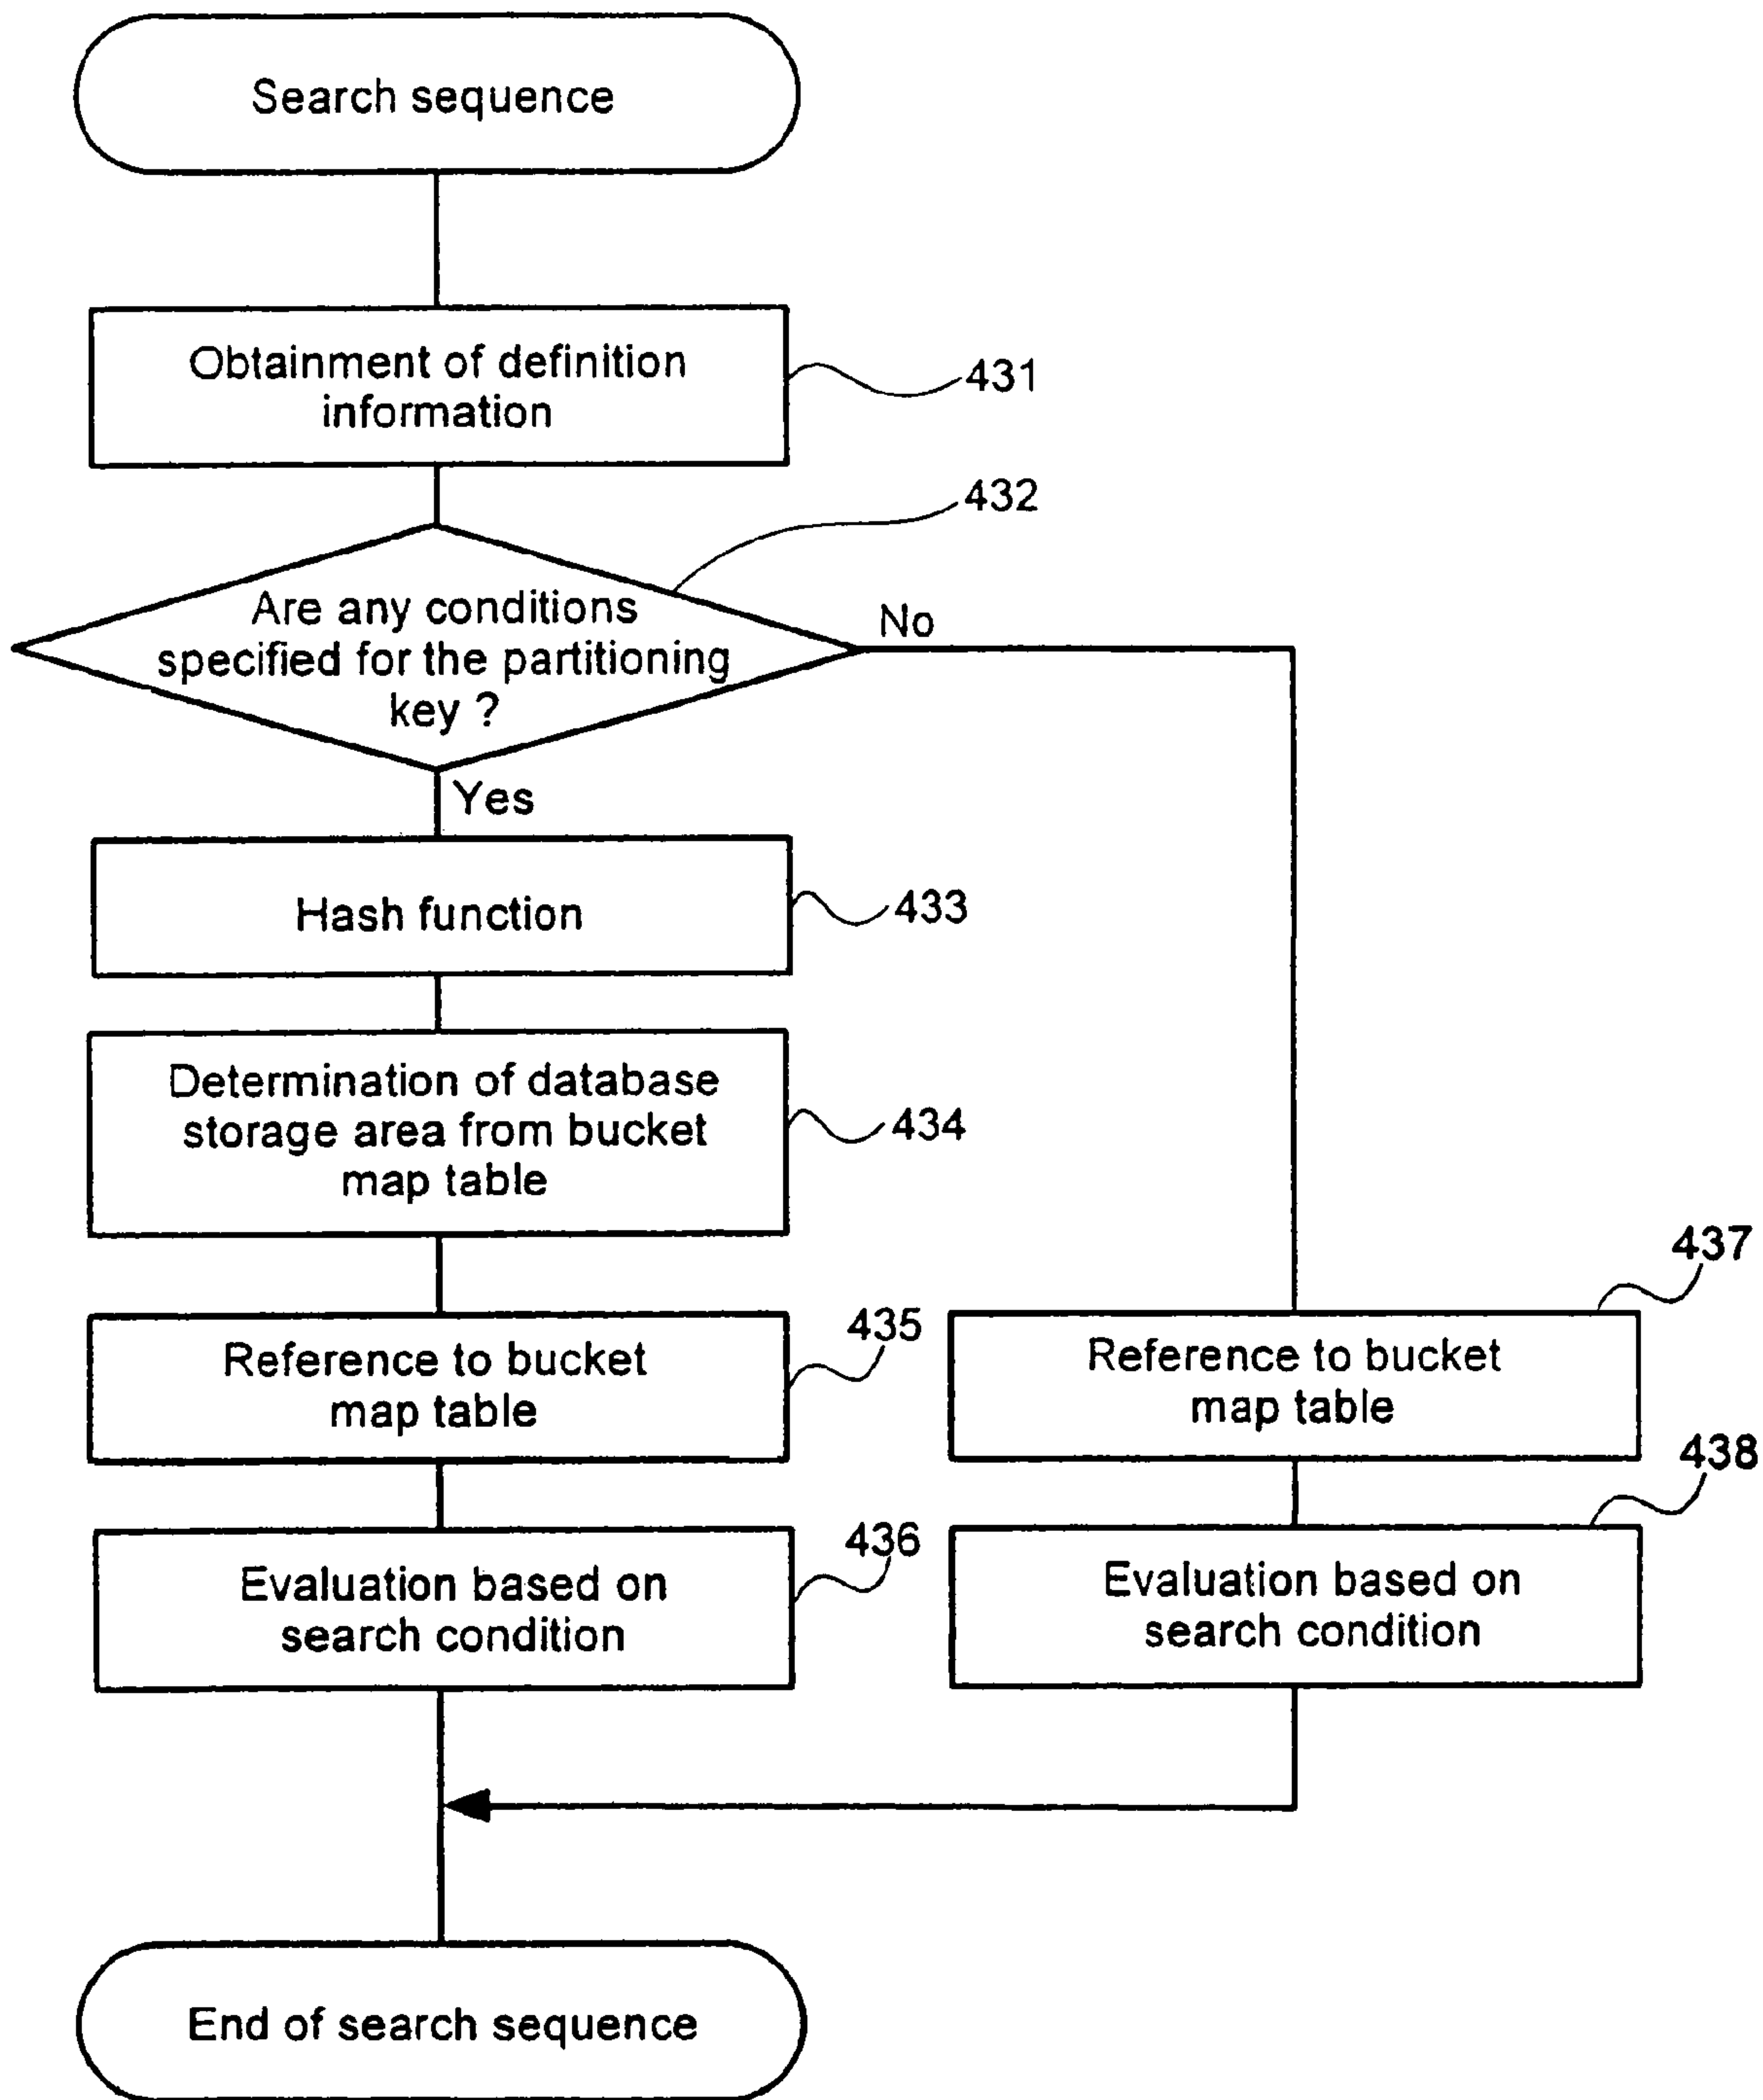 Search sequence
Obtainment of definition
information
431
432
Are any conditions
specified for the partitioning
key ?
No
Yes
Hash function
433
Determination of database
storage area from bucket
map table
434
Reference to bucket
map table
435
Evaluation based on
search condition
436
Reference to bucket
map table
437
Evaluation based on
search condition
438
End of search sequence